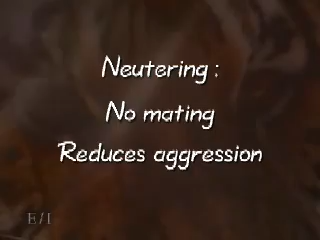 Neutering :
No mating
Reduces aggression
E/I